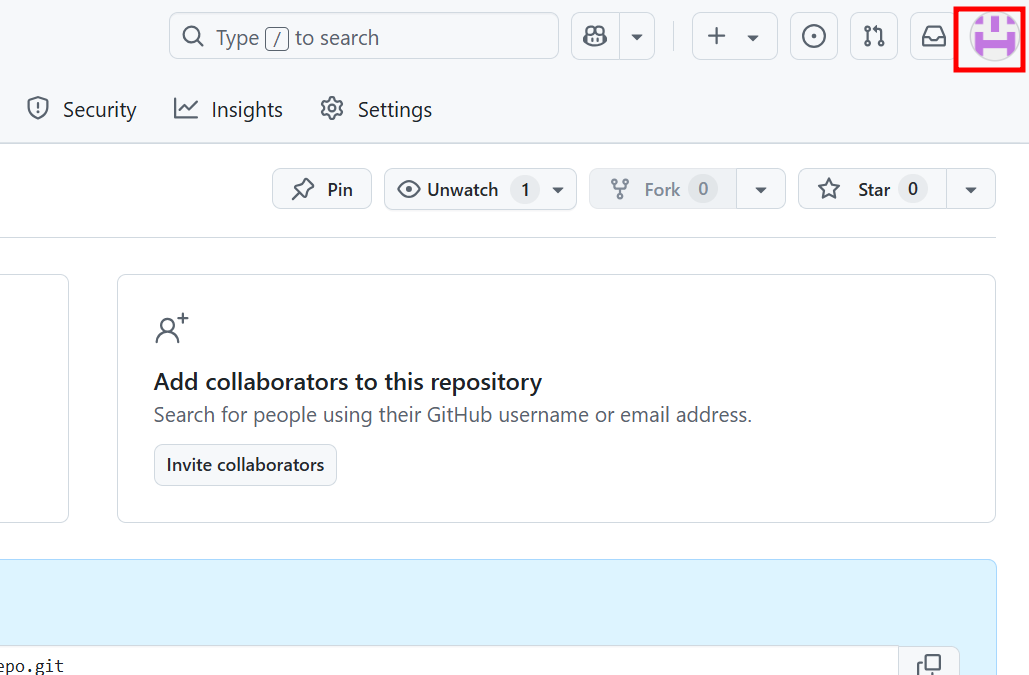 Type / to search
Security Insights Settings
Pin Unwatch 1 Fork 0 Star 0
Add collaborators to this repository
Search for people using their GitHub username or email address.
Invite collaborators
epo.git